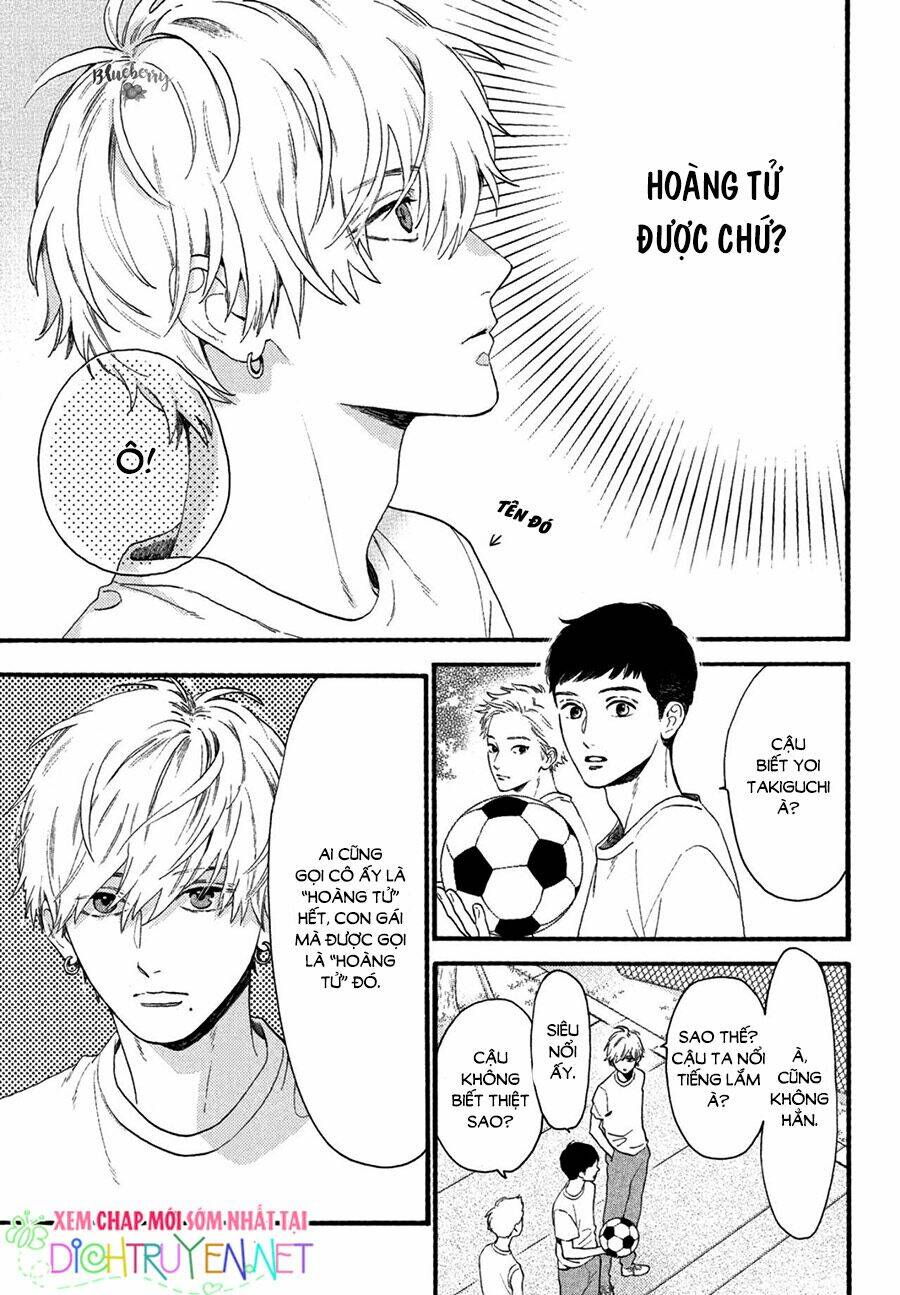 Blueberry
HOÀNG TỬ
ĐƯỢC CHỨ?
Ô!
TÊN ĐÓ
CẬU
BIẾT YOI
TAKIGUCHI
À?
À,
CŨNG
KHÔNG
HẲN.
SAO THẾ?
CẬU TA NỔI
TIẾNG LẮM
À?
SIÊU
NỔI
ẤY.
CẬU
KHÔNG
BIẾT THIỆT
SAO?
AI CŨNG
GỌI CÔ ẤY LÀ
“HOÀNG TỬ”
HẾT, CON GÁI
MÀ ĐƯỢC GỌI
LÀ “HOÀNG
TỬ” ĐÓ.
XEM CHAP MỚI SỚM NHẤT TẠI
DICHTRUYEN.NET